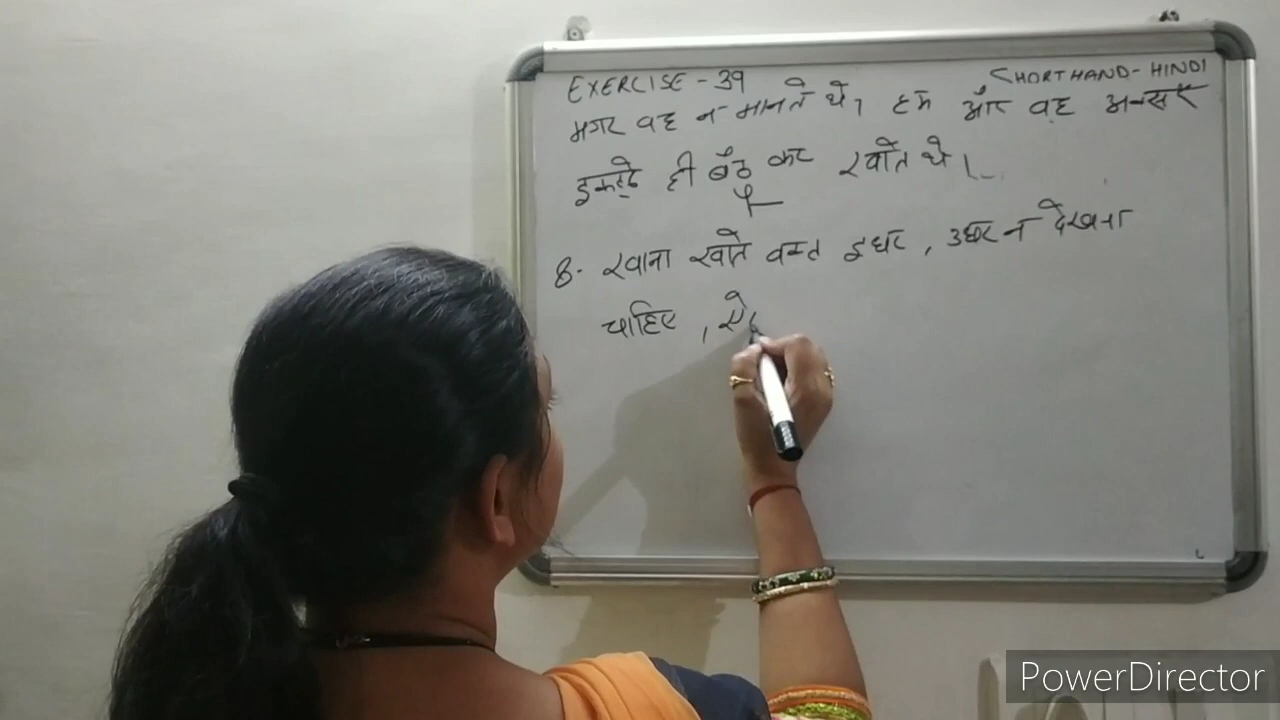 EXERCISE - 39 SHORTHAND- HINDI
मगर वह न मानते थे। हम और वह अक्सर
इकट्ठे ही बैठ कर खाते थे।
8- खाना खाते वक्त इधर, उधर न देखना
चाहिए, ऐ
PowerDirector